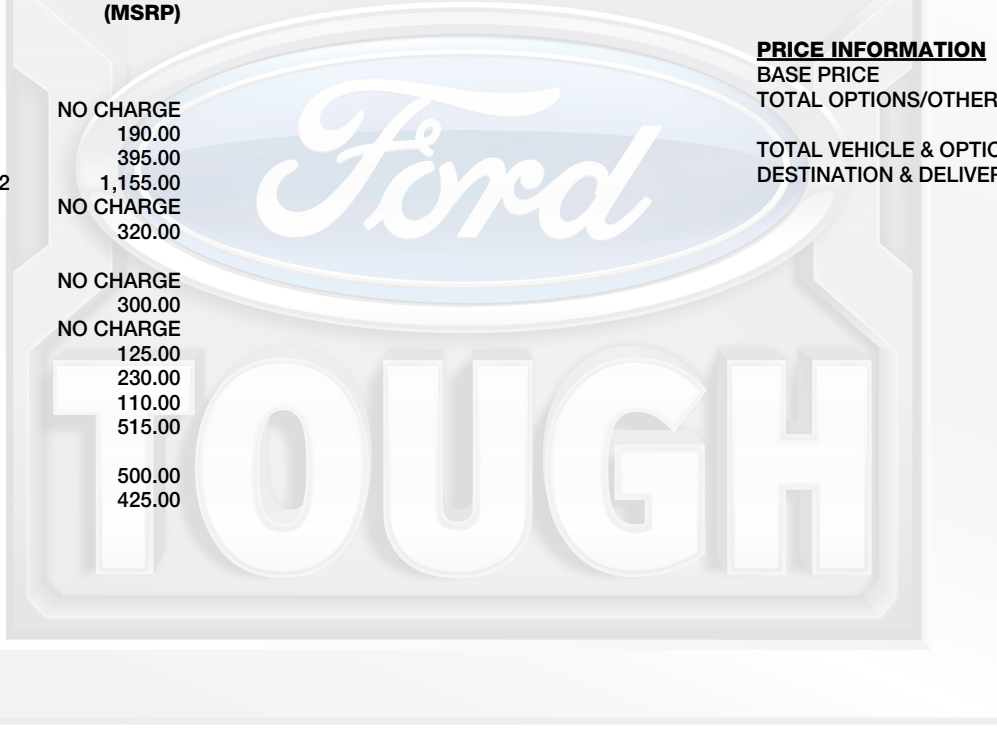 (MSRP)
NO CHARGE
190.00
395.00
2 1,155.00
NO CHARGE
320.00
NO CHARGE
300.00
NO CHARGE
125.00
230.00
110.00
515.00
500.00
425.00
PRICE INFORMATION
BASE PRICE
TOTAL OPTIONS/OTHER
TOTAL VEHICLE & OPTIO
DESTINATION & DELIVER
Ford
TOUGH